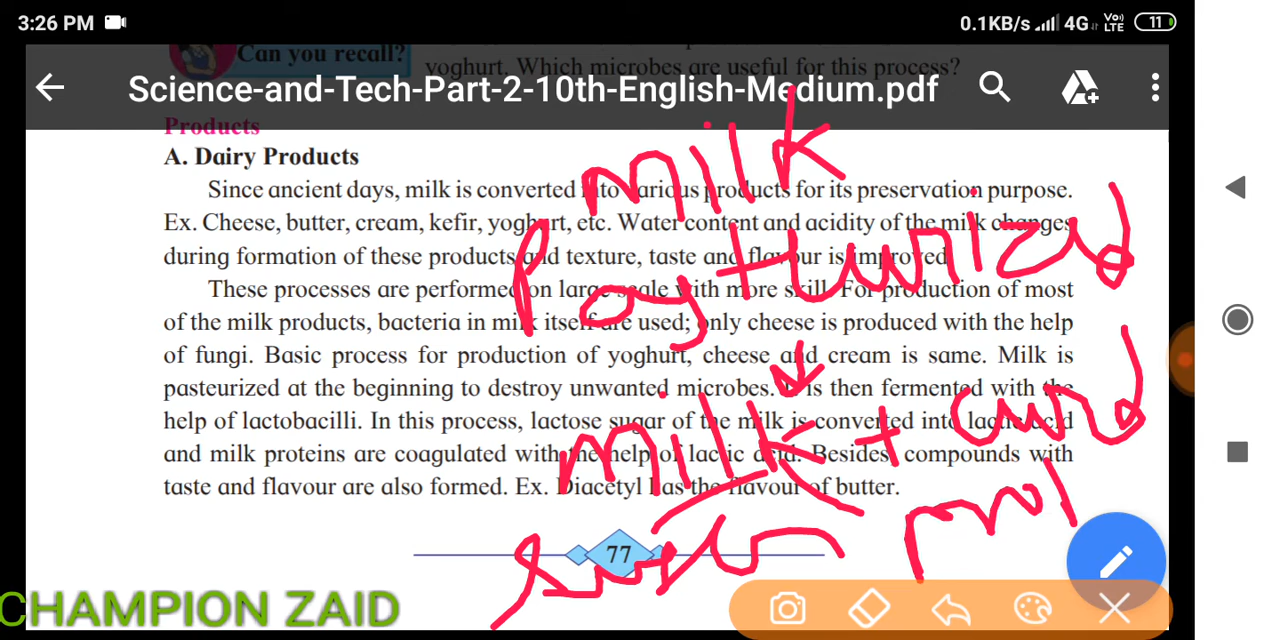 3:26 PM 0.1KB/s 4G Vo) LTE 11
Can you recall?
yoghurt. Which microbes are useful for this process?
Science-and-Tech-Part-2-10th-English-Medium.pdf
Products
A. Dairy Products
Since ancient days, milk is converted into various products for its preservation purpose.
Ex. Cheese, butter, cream, kefir, yoghurt, etc. Water content and acidity of the milk changes
during formation of these products and texture, taste and flavour is improved.
These processes are performed on large scale with more skill. For production of most
of the milk products, bacteria in milk itself are used; only cheese is produced with the help
of fungi. Basic process for production of yoghurt, cheese and cream is same. Milk is
pasteurized at the beginning to destroy unwanted microbes. It is then fermented with the
help of lactobacilli. In this process, lactose sugar of the milk is converted into lactic acid
and milk proteins are coagulated with the help of lactic acid. Besides compounds with
taste and flavour are also formed. Ex. Diacetyl has the flavour of butter.
77
milk
milk + curd
CHAMPION ZAID